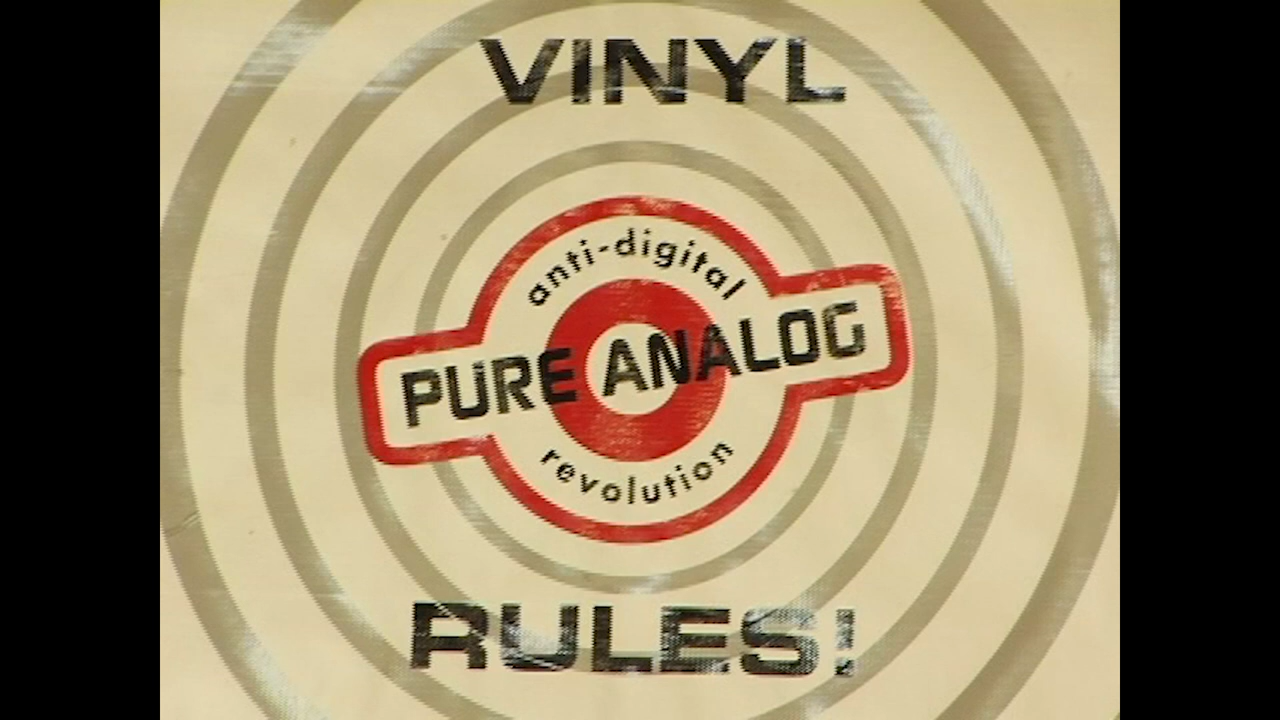 VINYL
anti-digital
PURE ANALOG
revolution
RULES!